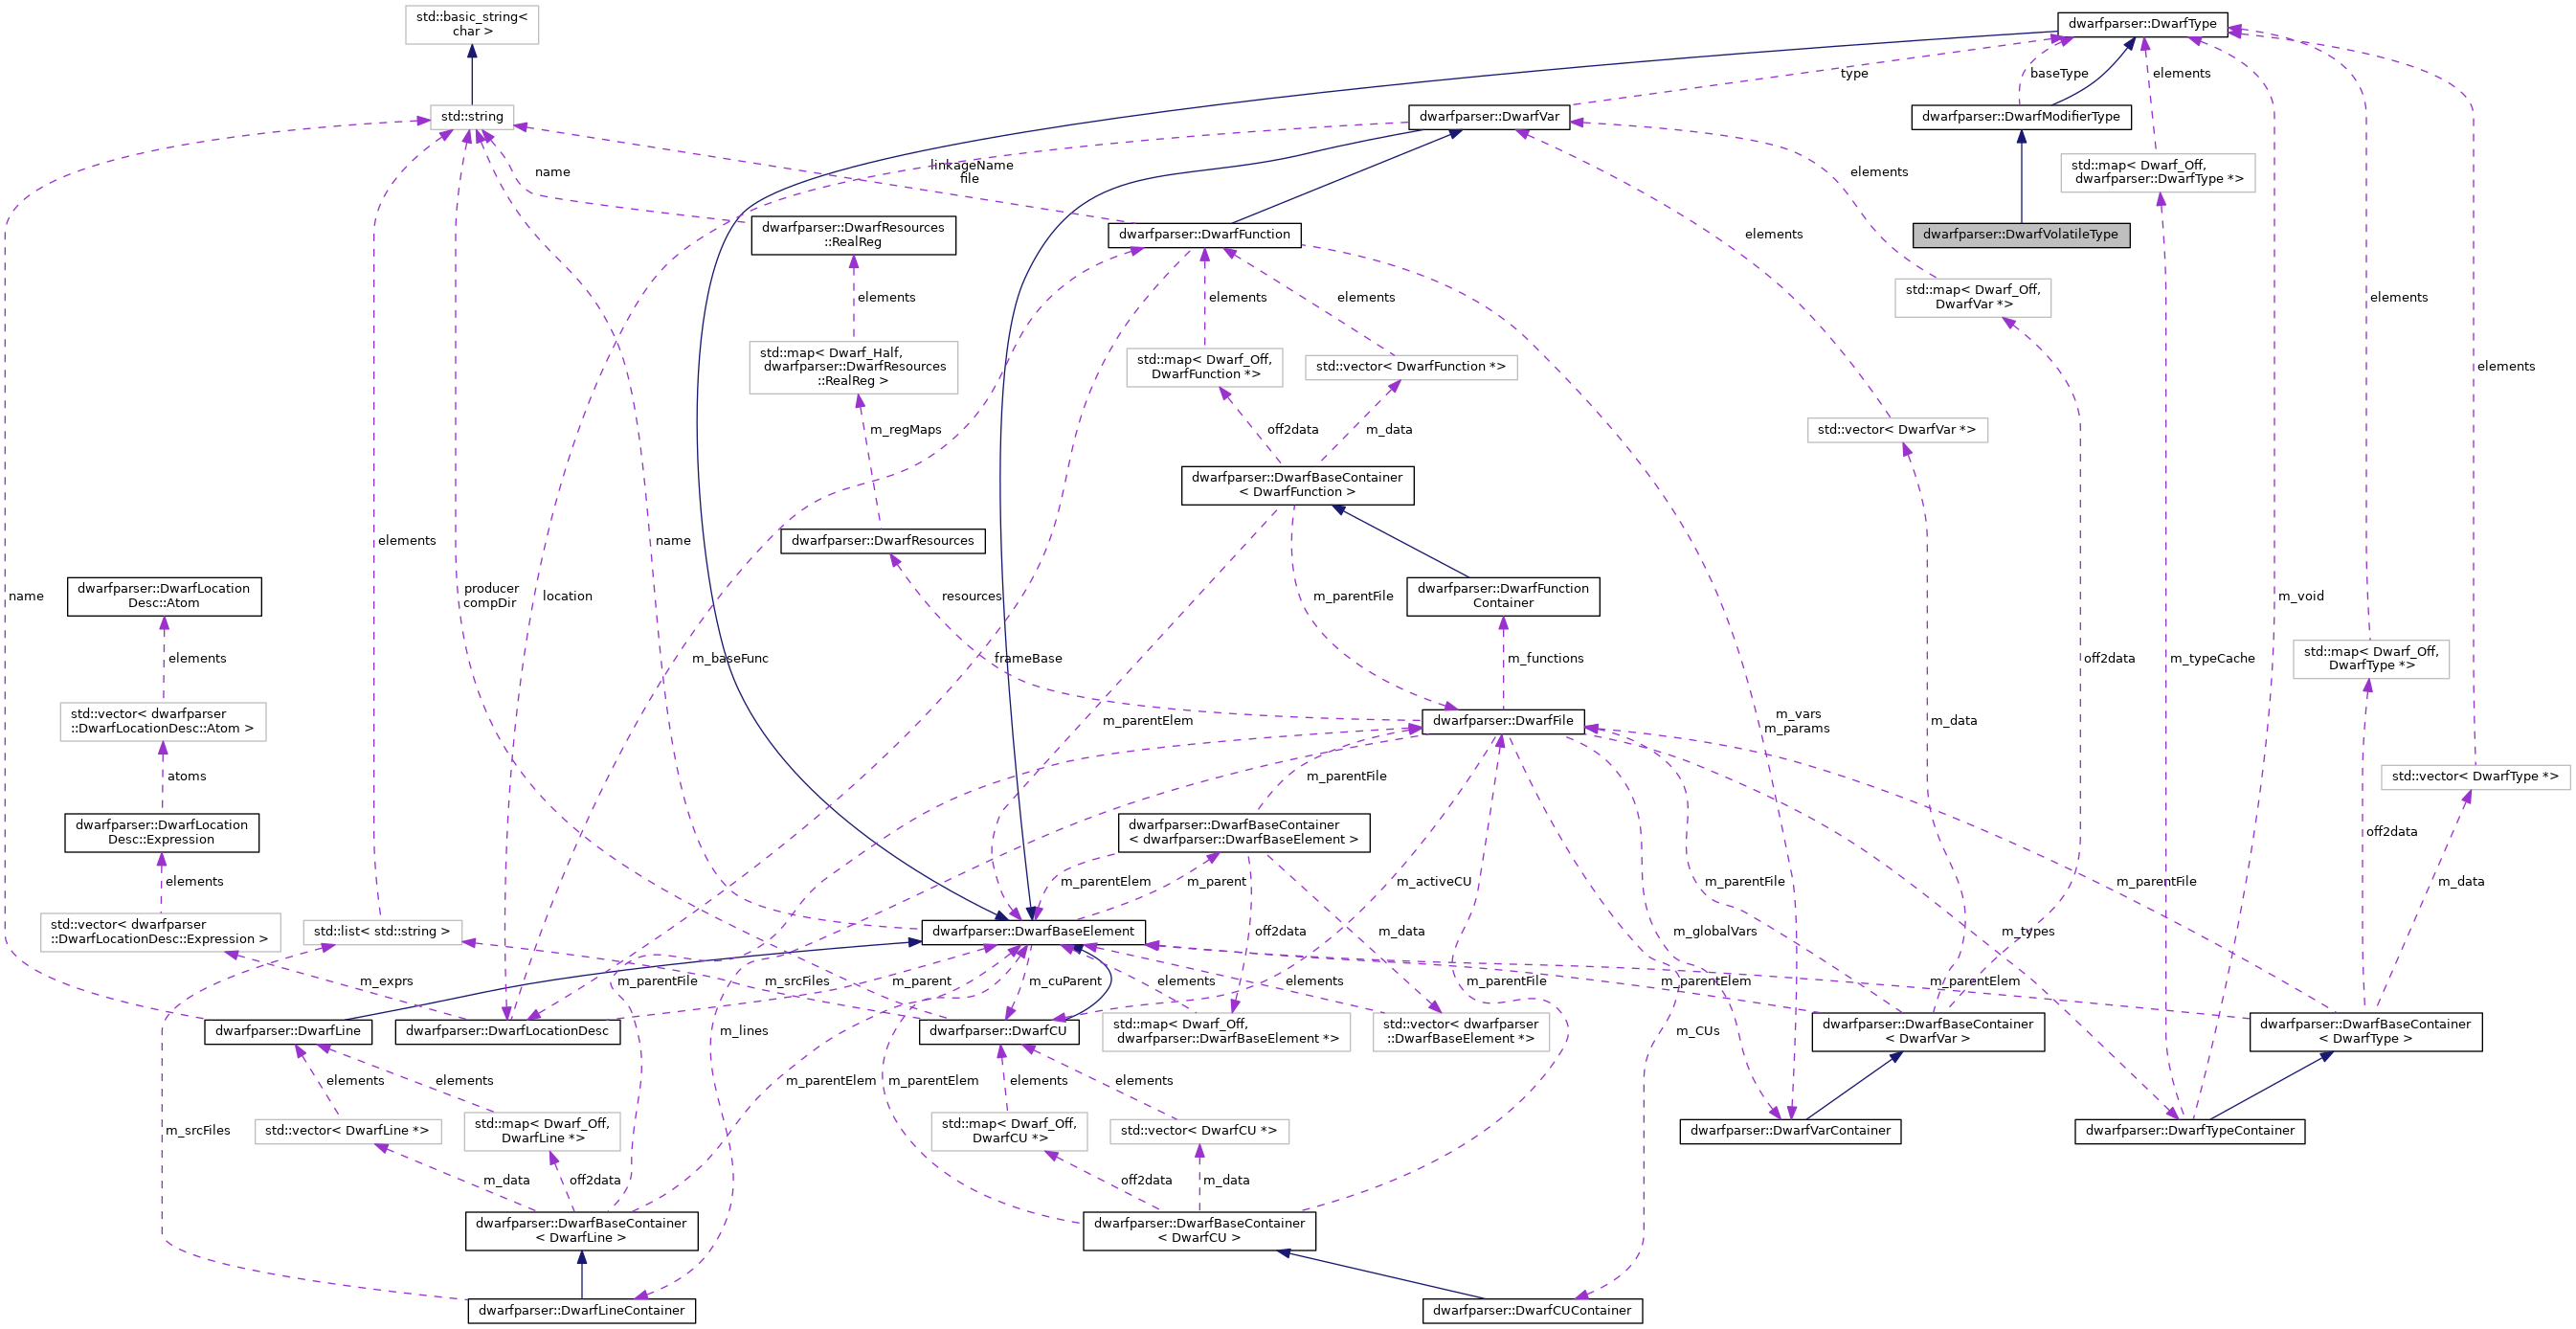 std::basic_string<
char >
dwarfparser::DwarfType
type
baseType
elements
std::string
dwarfparser::DwarfVar
dwarfparser::DwarfModifierType
name
linkageName
file
elements
std::map< Dwarf_Off,
dwarfparser::DwarfType *>
dwarfparser::DwarfResources
::RealReg
dwarfparser::DwarfFunction
elements
dwarfparser::DwarfVolatileType
elements
elements
elements
std::map< Dwarf_Off,
DwarfVar *>
elements
std::map< Dwarf_Half,
dwarfparser::DwarfResources
::RealReg >
std::map< Dwarf_Off,
DwarfFunction *>
std::vector< DwarfFunction *>
elements
m_regMaps
off2data
m_data
std::vector< DwarfVar *>
dwarfparser::DwarfBaseContainer
< DwarfFunction >
elements
name
dwarfparser::DwarfResources
dwarfparser::DwarfLocation
Desc::Atom
name
producer
compDir
location
resources
m_parentFile
dwarfparser::DwarfFunction
Container
m_void
elements
m_baseFunc
frameBase
m_functions
off2data
m_typeCache
std::map< Dwarf_Off,
DwarfType *>
std::vector< dwarfparser
::DwarfLocationDesc::Atom >
m_parentElem
dwarfparser::DwarfFile
m_vars
m_params
m_data
atoms
m_parentFile
std::vector< DwarfType *>
dwarfparser::DwarfLocation
Desc::Expression
dwarfparser::DwarfBaseContainer
< dwarfparser::DwarfBaseElement >
off2data
elements
m_parentElem
m_parent
m_activeCU
m_parentFile
m_parentFile
m_data
std::vector< dwarfparser
::DwarfLocationDesc::Expression >
std::list< std::string >
dwarfparser::DwarfBaseElement
off2data
m_data
m_globalVars
m_types
m_exprs
m_parentFile
m_srcFiles
m_parent
m_cuParent
elements
elements
m_parentFile
m_parentElem
m_parentElem
dwarfparser::DwarfLine
dwarfparser::DwarfLocationDesc
m_lines
dwarfparser::DwarfCU
std::map< Dwarf_Off,
dwarfparser::DwarfBaseElement *>
std::vector< dwarfparser
::DwarfBaseElement *>
m_CUs
dwarfparser::DwarfBaseContainer
< DwarfVar >
dwarfparser::DwarfBaseContainer
< DwarfType >
elements
elements
m_parentElem
m_parentElem
elements
elements
m_srcFiles
std::vector< DwarfLine *>
std::map< Dwarf_Off,
DwarfLine *>
std::map< Dwarf_Off,
DwarfCU *>
std::vector< DwarfCU *>
dwarfparser::DwarfVarContainer
dwarfparser::DwarfTypeContainer
m_data
off2data
off2data
m_data
dwarfparser::DwarfBaseContainer
< DwarfLine >
dwarfparser::DwarfBaseContainer
< DwarfCU >
dwarfparser::DwarfLineContainer
dwarfparser::DwarfCUContainer